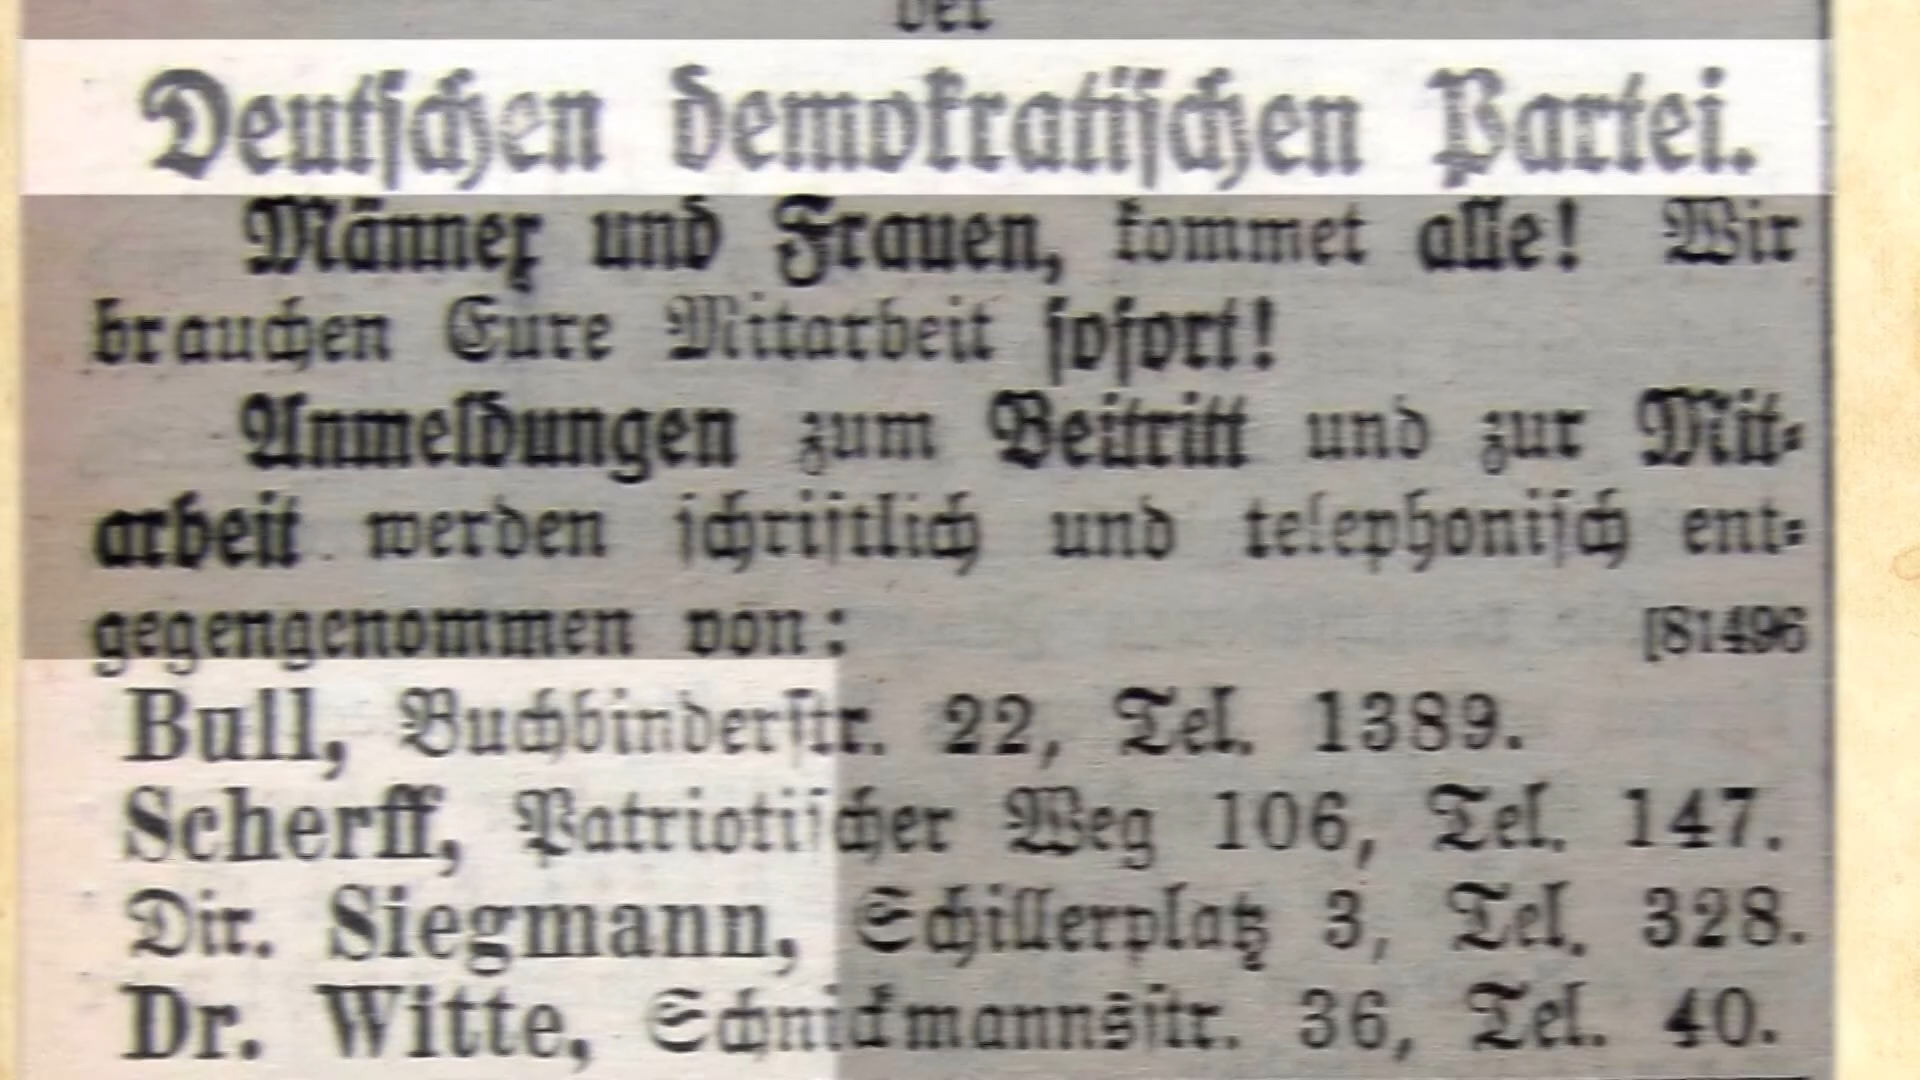 der
Deutschen demokratischen Partei.
Männer und Frauen, kommet alle! Wir
brauchen Eure Mitarbeit sofort!
Anmeldungen zum Beitritt und zur Mit-
arbeit werden schriftlich und telephonisch ent-
gegengenommen von: [81496
Bull, Buchbinderstr. 22, Tel. 1389.
Scherff, Patriotischer Weg 106, Tel. 147.
Dir. Siegmann, Schillerplatz 3, Tel. 328.
Dr. Witte, Schnickmannsstr. 36, Tel. 40.